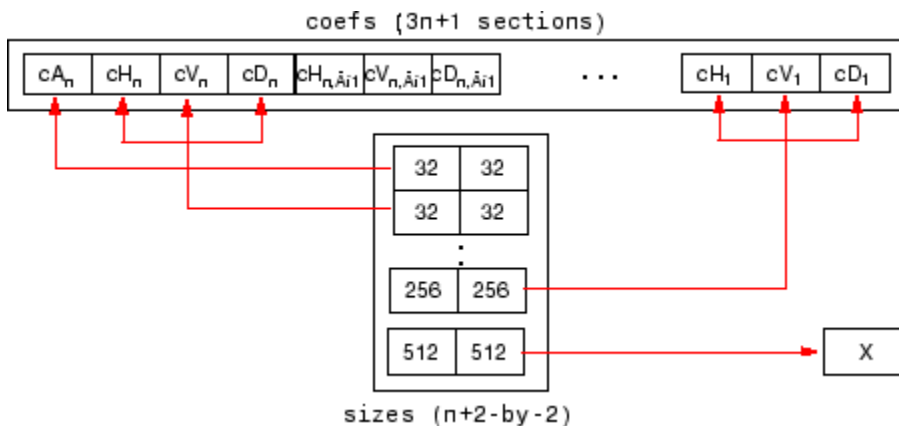 coefs (3n+1 sections)
cAn cHn cVn cDn cHn,Âi1 cVn,Âi1 cDn,Âi1 ... cH1 cV1 cD1
32 32
32 32
:
256 256
512 512 X
sizes (n+2-by-2)